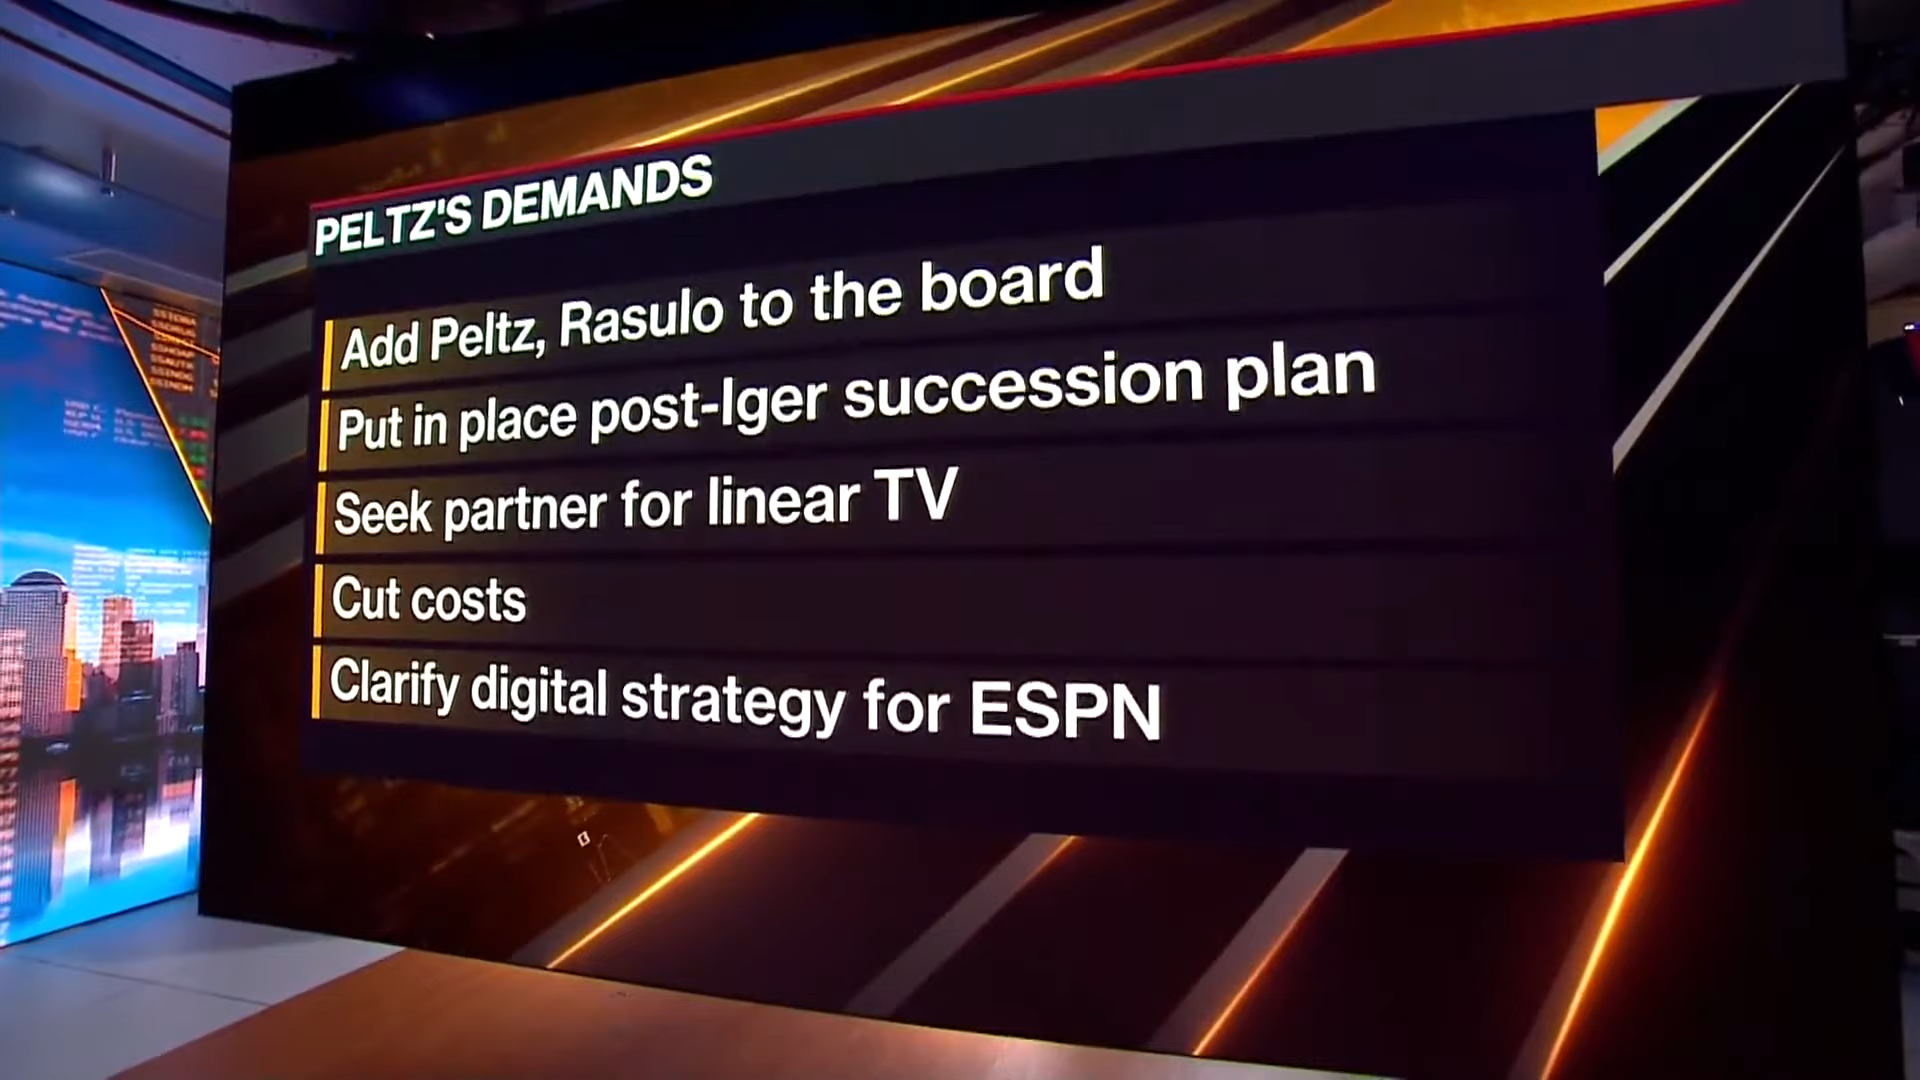 PELTZ'S DEMANDS
Add Peltz, Rasulo to the board
Put in place post-Iger succession plan
Seek partner for linear TV
Cut costs
Clarify digital strategy for ESPN